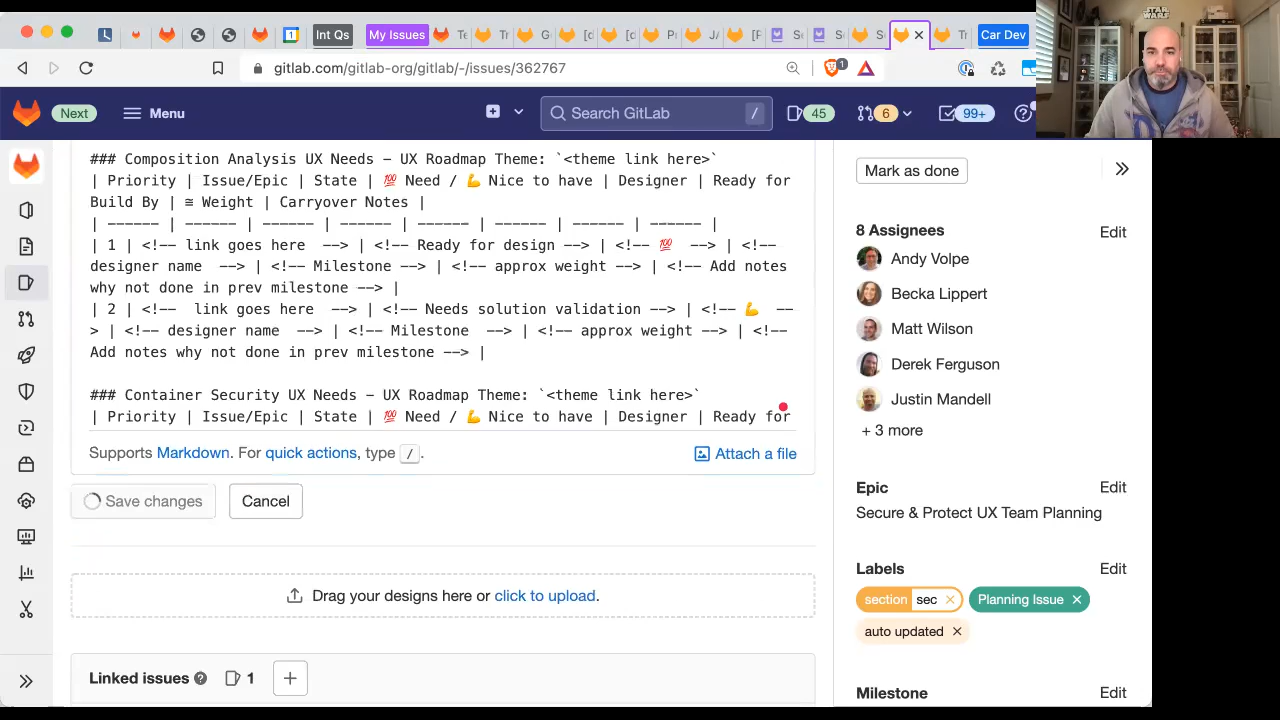 Int Qs
My Issues
Te
Tr
G
[d
[d
P
J/
[F
S
S
S
Tr
Car Dev
STAR WARS
gitlab.com/gitlab-org/gitlab/-/issues/362767
1
Next
Menu
Search GitLab
/
45
6
99+
### Composition Analysis UX Needs – UX Roadmap Theme: `<theme link here>`
| Priority | Issue/Epic | State | 💯 Need / 💪 Nice to have | Designer | Ready for
Build By | ≅ Weight | Carryover Notes |
| —————— | —————— | —————— | —————— | —————— | —————— | —————— | —————— |
| 1 | <!—— link goes here  ——> | <!—— Ready for design ——> | <!—— 💯  ——> | <!——
designer name  ——> | <!—— Milestone ——> | <!—— approx weight ——> | <!—— Add notes
why not done in prev milestone ——> |
| 2 | <!——  link goes here  ——> | <!—— Needs solution validation ——> | <!—— 💪  ——
> | <!—— designer name  ——> | <!—— Milestone  ——> | <!—— approx weight ——> | <!——
Add notes why not done in prev milestone ——> |
### Container Security UX Needs – UX Roadmap Theme: `<theme link here>`
| Priority | Issue/Epic | State | 💯 Need / 💪 Nice to have | Designer | Ready for
Supports Markdown. For quick actions, type /.
Attach a file
Save changes
Cancel
Drag your designs here or click to upload.
Linked issues
1
Mark as done
8 Assignees
Edit
Andy Volpe
Becka Lippert
Matt Wilson
Derek Ferguson
Justin Mandell
+ 3 more
Epic
Edit
Secure & Protect UX Team Planning
Labels
Edit
section sec
Planning Issue
auto updated
Milestone
Edit